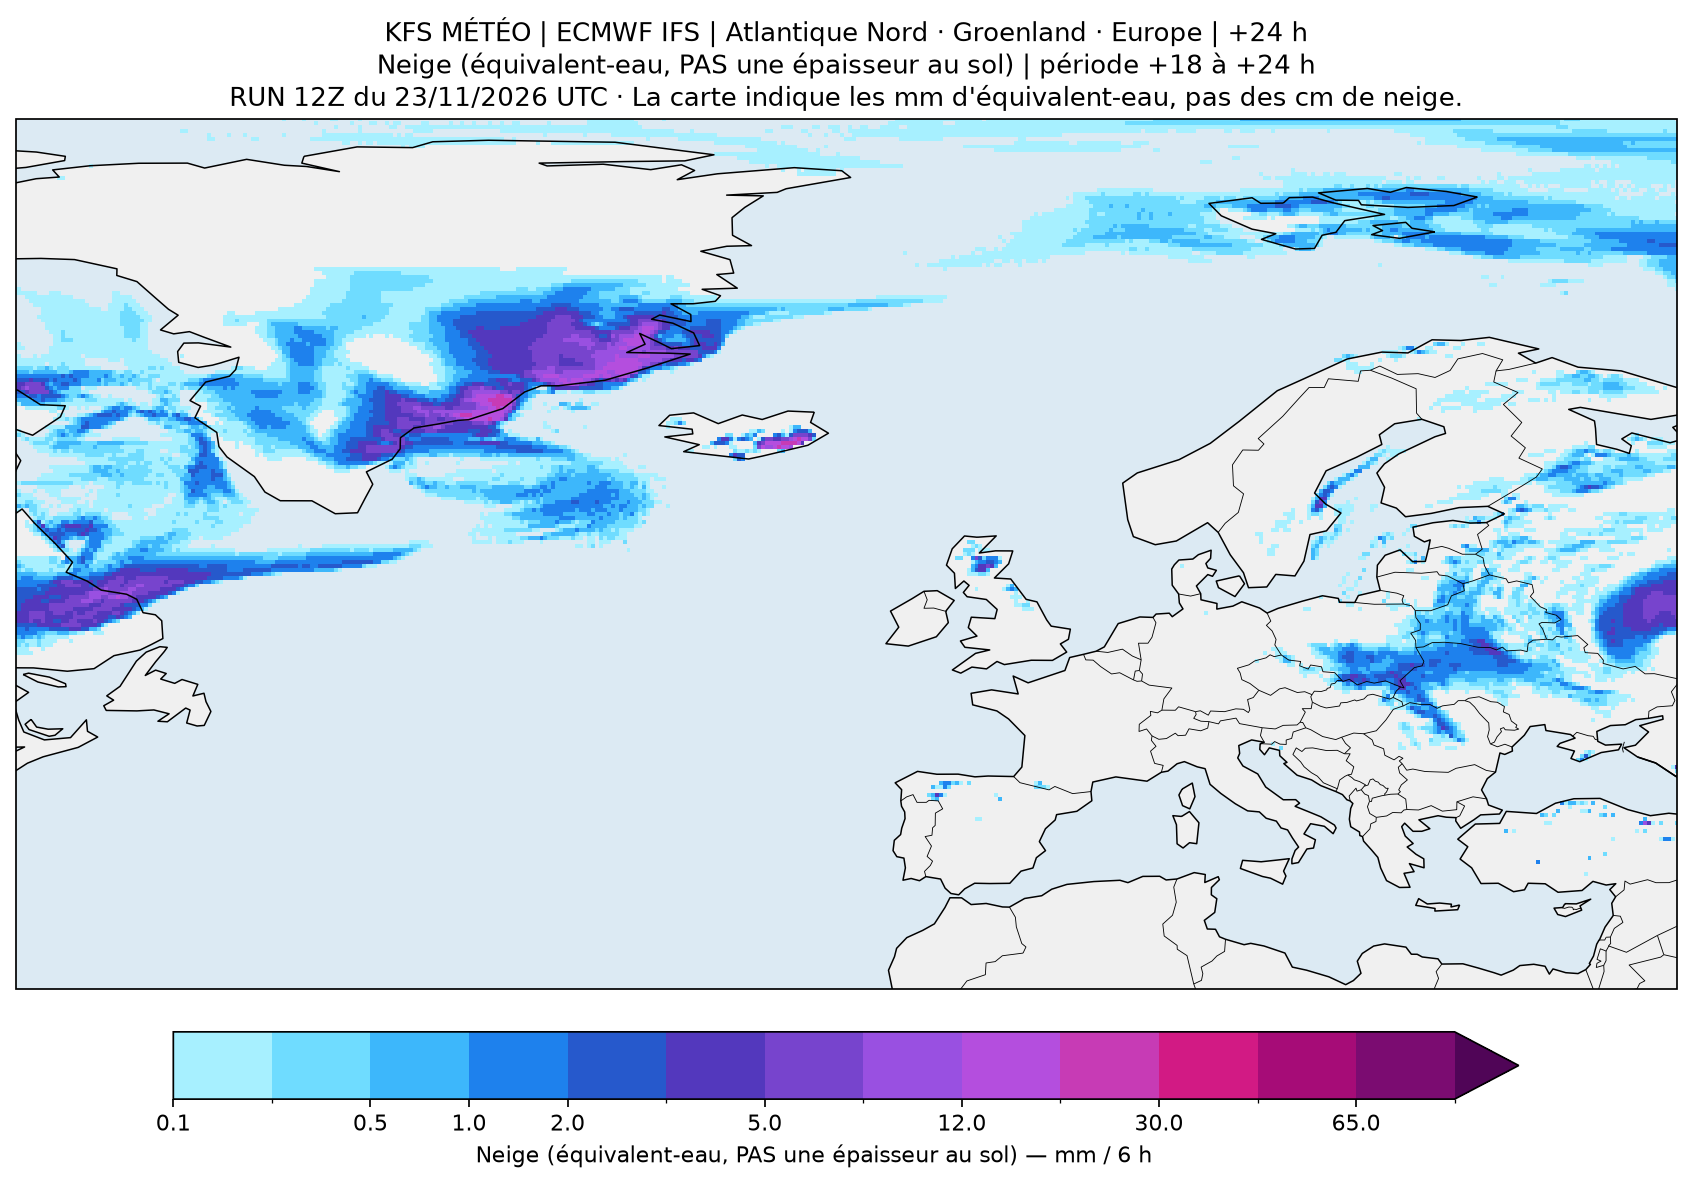 KFS MÉTÉO | ECMWF IFS | Atlantique Nord · Groenland · Europe | +24 h
Neige (équivalent-eau, PAS une épaisseur au sol) | période +18 à +24 h
RUN 12Z du 23/11/2026 UTC · La carte indique les mm d'équivalent-eau, pas des cm de neige.
0.1 0.5 1.0 2.0 5.0 12.0 30.0 65.0
Neige (équivalent-eau, PAS une épaisseur au sol) — mm / 6 h